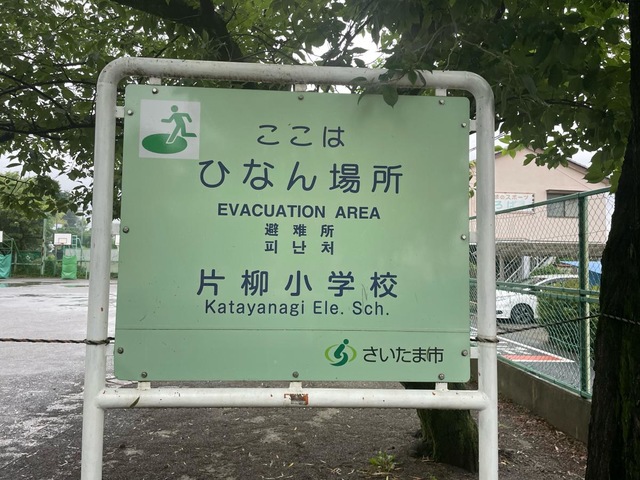 ここは
ひなん場所
EVACUATION AREA
避難所
피난처
片柳小学校
Katayanagi Ele. Sch.
さいたま市